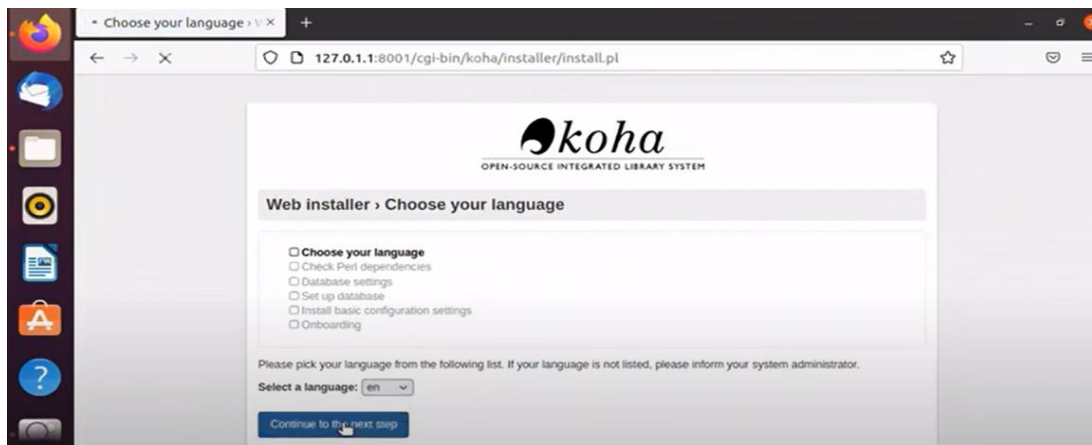 Choose your language ›
127.0.1.1:8001/cgi-bin/koha/installer/install.pl
koha
OPEN-SOURCE INTEGRATED LIBRARY SYSTEM
Web installer › Choose your language
Choose your language
Check Perl dependencies
Database settings
Set up database
Install basic configuration settings
Onboarding
Please pick your language from the following list. If your language is not listed, please inform your system administrator.
Select a language: en
Continue to the next step